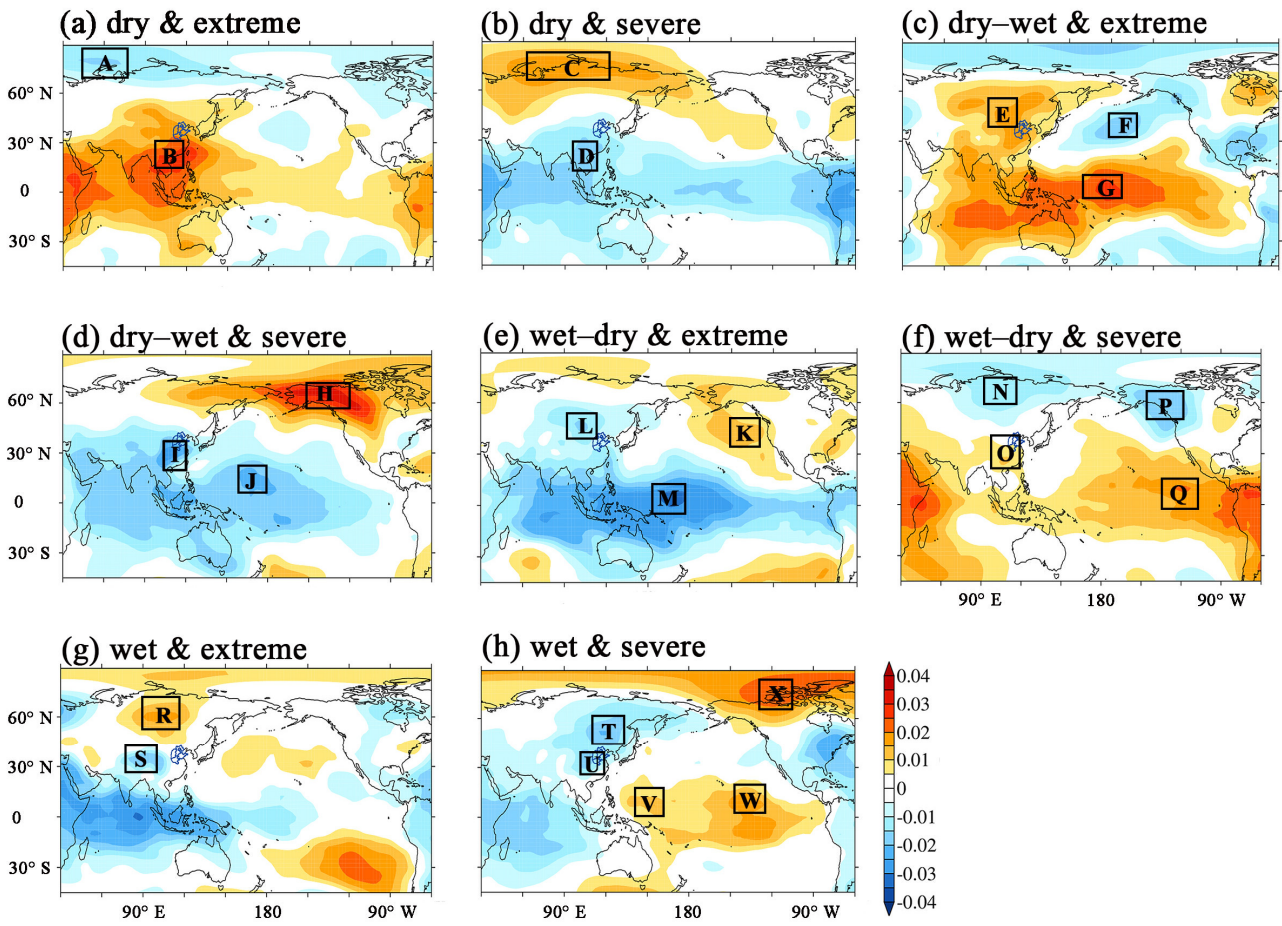 (a) dry & extreme
(b) dry & severe
(c) dry–wet & extreme
A
C
60° N
E
F
30° N
B
D
0
G
30° S
(d) dry–wet & severe
(e) wet–dry & extreme
(f) wet–dry & severe
H
60° N
L
K
N
P
30° N
I
O
J
0
M
Q
30° S
90° E
180
90° W
(g) wet & extreme
(h) wet & severe
60° N
R
T
X
30° N
S
U
0
V
W
30° S
90° E
180
90° W
90° E
180
90° W
0.04
0.03
0.02
0.01
0
-0.01
-0.02
-0.03
-0.04